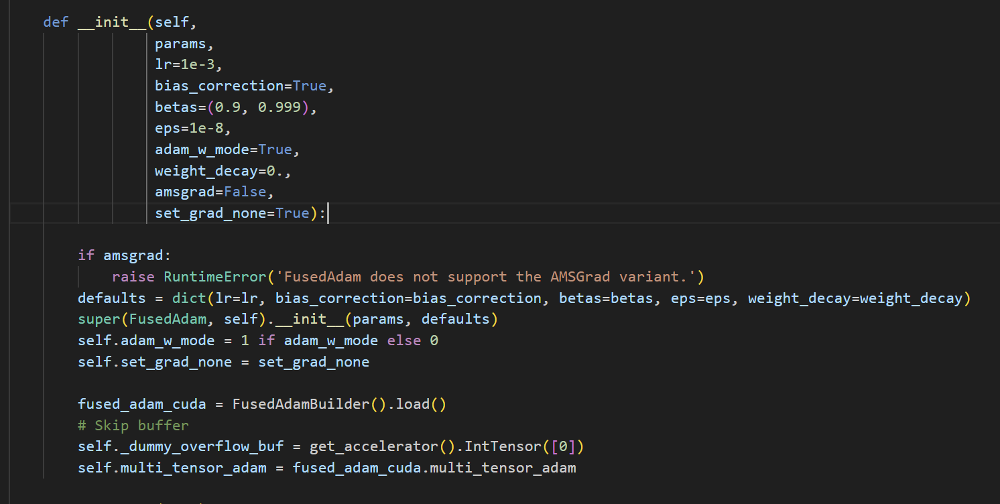 def __init__(self,
params,
lr=1e-3,
bias_correction=True,
betas=(0.9, 0.999),
eps=1e-8,
adam_w_mode=True,
weight_decay=0.,
amsgrad=False,
set_grad_none=True):
if amsgrad:
raise RuntimeError('FusedAdam does not support the AMSGrad variant.')
defaults = dict(lr=lr, bias_correction=bias_correction, betas=betas, eps=eps, weight_decay=weight_decay)
super(FusedAdam, self).__init__(params, defaults)
self.adam_w_mode = 1 if adam_w_mode else 0
self.set_grad_none = set_grad_none
fused_adam_cuda = FusedAdamBuilder().load()
# Skip buffer
self._dummy_overflow_buf = get_accelerator().IntTensor([0])
self.multi_tensor_adam = fused_adam_cuda.multi_tensor_adam